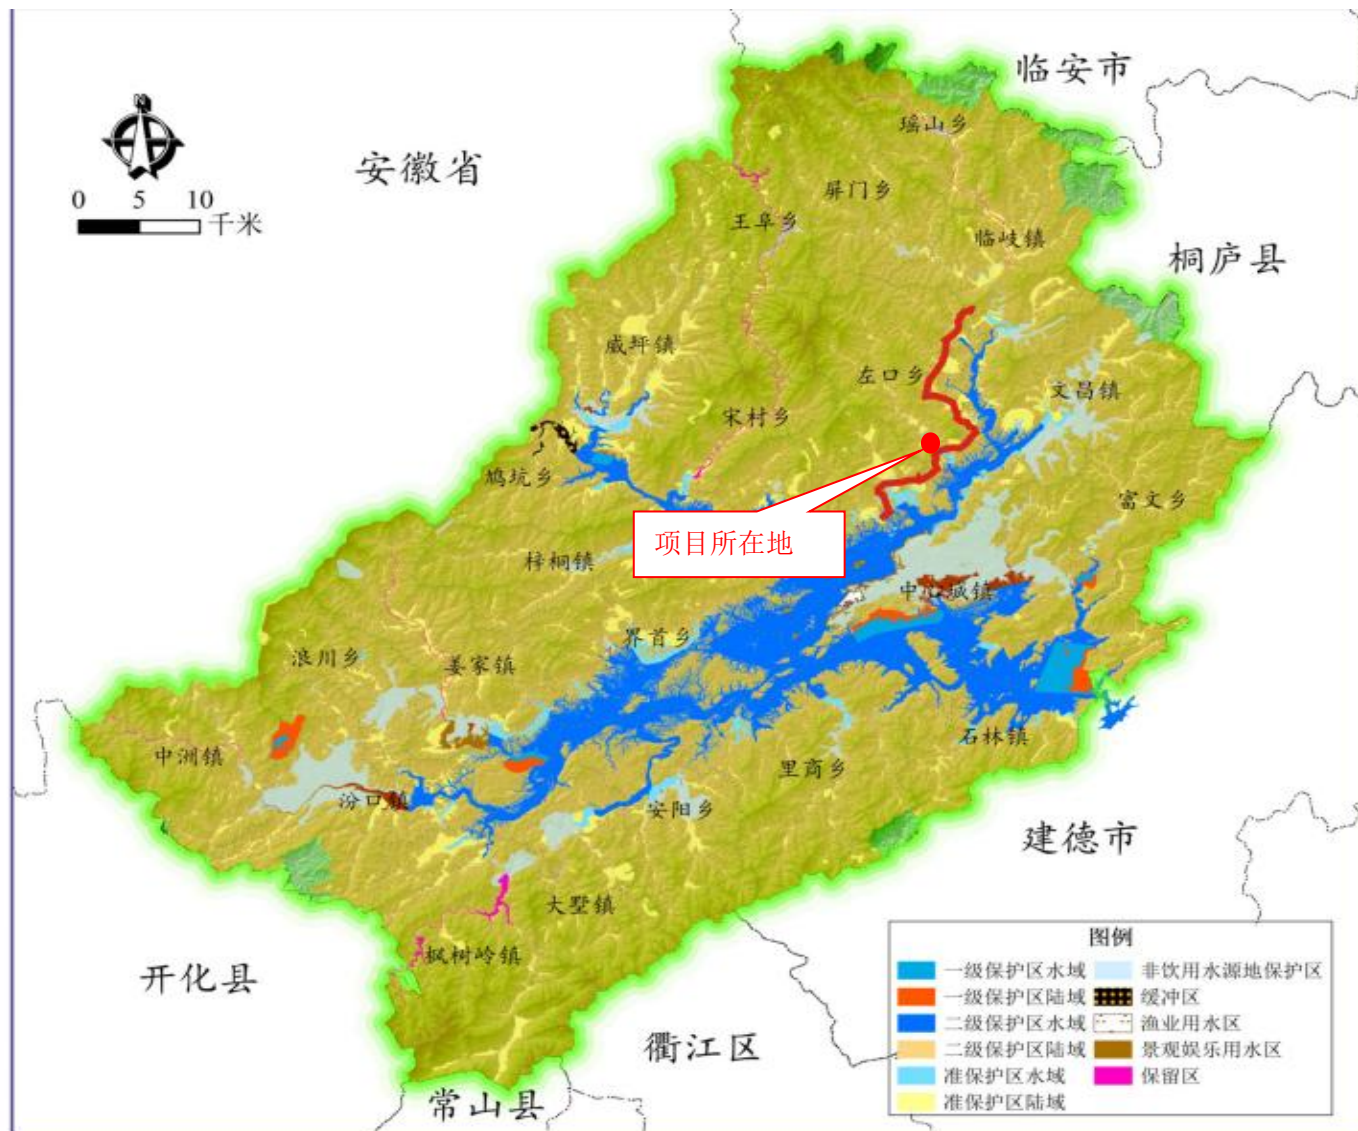 临安市
瑶山乡
N
安徽省
屏门乡
0 5 10
千米
王阜乡
临岐镇
桐庐县
威坪镇
左口乡
文昌镇
宋村乡
鸠坑乡
富文乡
项目所在地
梓桐镇
中心城镇
界首乡
浪川乡
姜家镇
中洲镇
石林镇
里商乡
汾口镇
安阳乡
建德市
大墅镇
枫树岭镇
开化县
衢江区
常山县
图例
一级保护区水域 非饮用水源地保护区
一级保护区陆域 缓冲区
二级保护区水域 渔业用水区
二级保护区陆域 景观娱乐用水区
准保护区水域 保留区
准保护区陆域